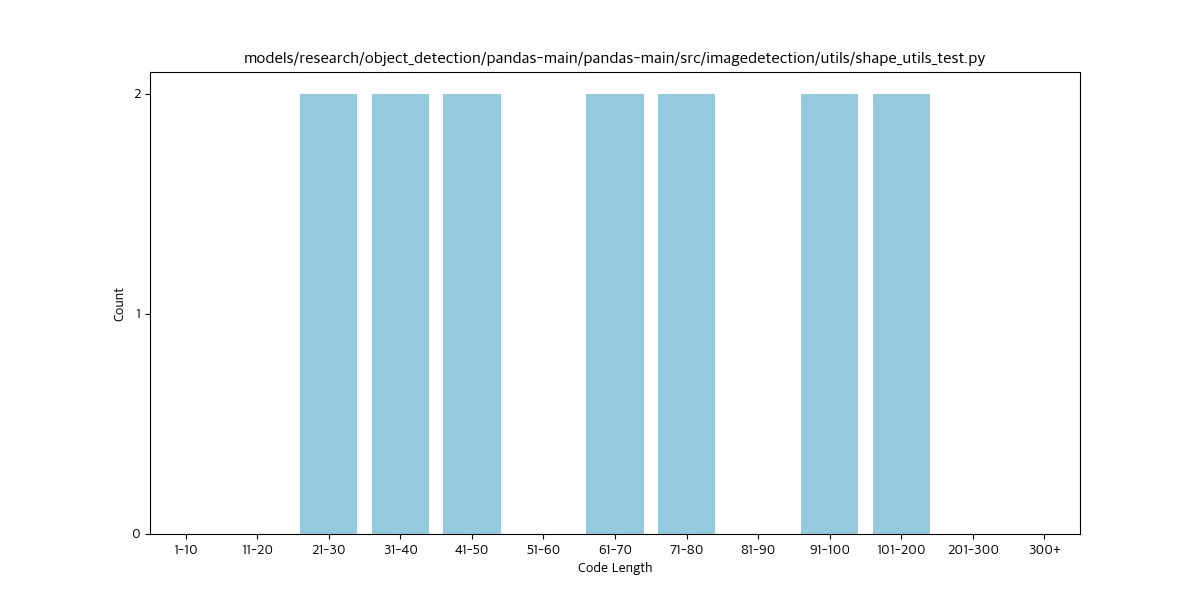 models/research/object_detection/pandas-main/pandas-main/src/imagedetection/utils/shape_utils_test.py
Count
2
1
0
1-10 11-20 21-30 31-40 41-50 51-60 61-70 71-80 81-90 91-100 101-200 201-300 300+
Code Length